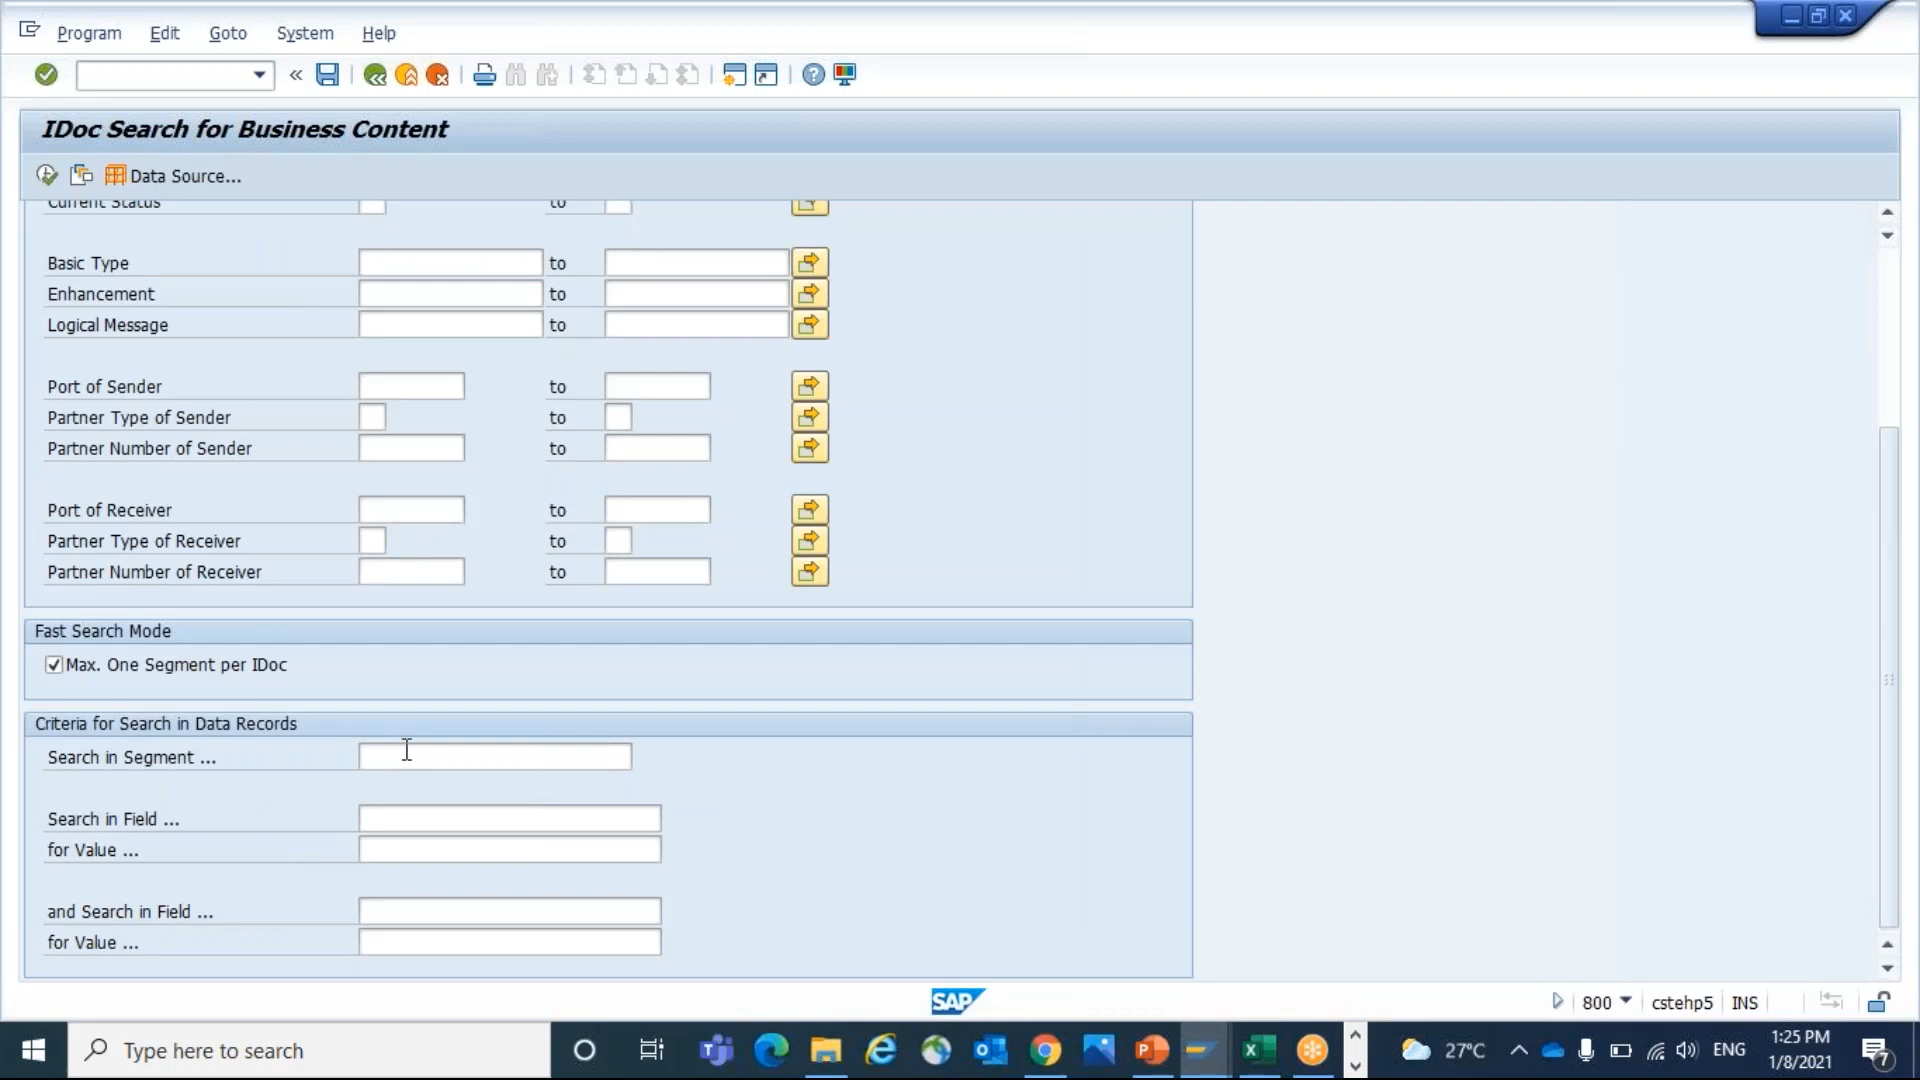 Program Edit Goto System Help
IDoc Search for Business Content
Data Source...
Current Status to
Basic Type to
Enhancement to
Logical Message to
Port of Sender to
Partner Type of Sender to
Partner Number of Sender to
Port of Receiver to
Partner Type of Receiver to
Partner Number of Receiver to
Fast Search Mode
Max. One Segment per IDoc
Criteria for Search in Data Records
Search in Segment ...
Search in Field ...
for Value ...
and Search in Field ...
for Value ...
SAP
800 cstehp5 INS
Type here to search
27°C ENG
1:25 PM
1/8/2021
7